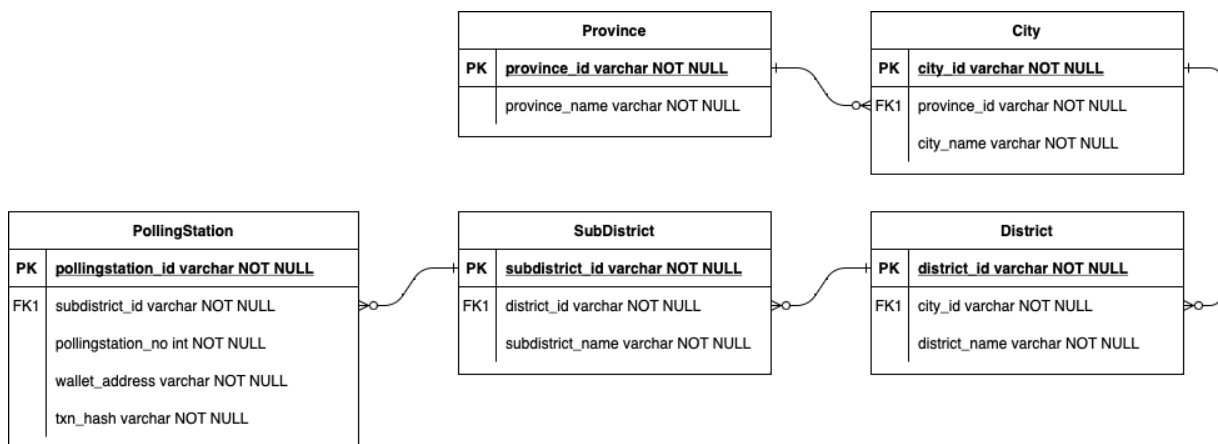 Province
PK province_id varchar NOT NULL
province_name varchar NOT NULL
City
PK city_id varchar NOT NULL
FK1 province_id varchar NOT NULL
city_name varchar NOT NULL
PollingStation
PK pollingstation_id varchar NOT NULL
FK1 subdistrict_id varchar NOT NULL
pollingstation_no int NOT NULL
wallet_address varchar NOT NULL
txn_hash varchar NOT NULL
SubDistrict
PK subdistrict_id varchar NOT NULL
FK1 district_id varchar NOT NULL
subdistrict_name varchar NOT NULL
District
PK district_id varchar NOT NULL
FK1 city_id varchar NOT NULL
district_name varchar NOT NULL